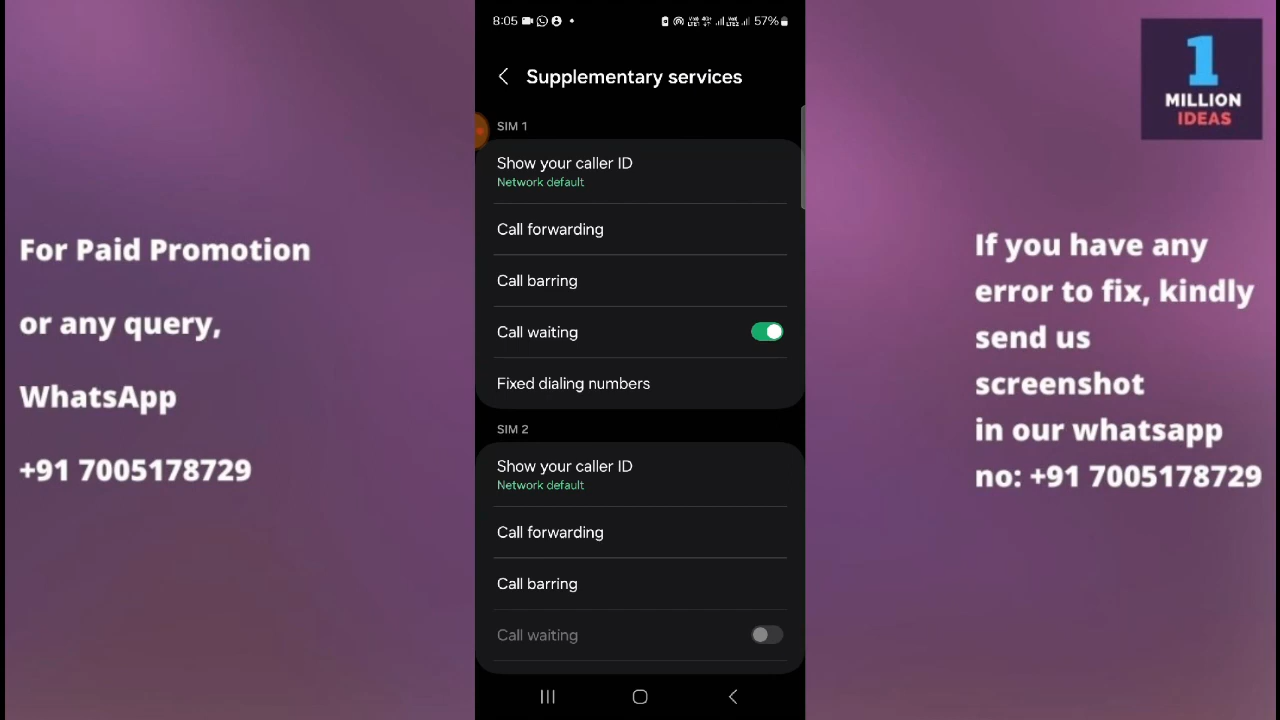 8:05
57%
Supplementary services
SIM 1
Show your caller ID
Network default
Call forwarding
Call barring
Call waiting
Fixed dialing numbers
SIM 2
Show your caller ID
Network default
Call forwarding
Call barring
Call waiting
For Paid Promotion
or any query,
WhatsApp
+91 7005178729
1
MILLION
IDEAS
If you have any
error to fix, kindly
send us
screenshot
in our whatsapp
no: +91 7005178729